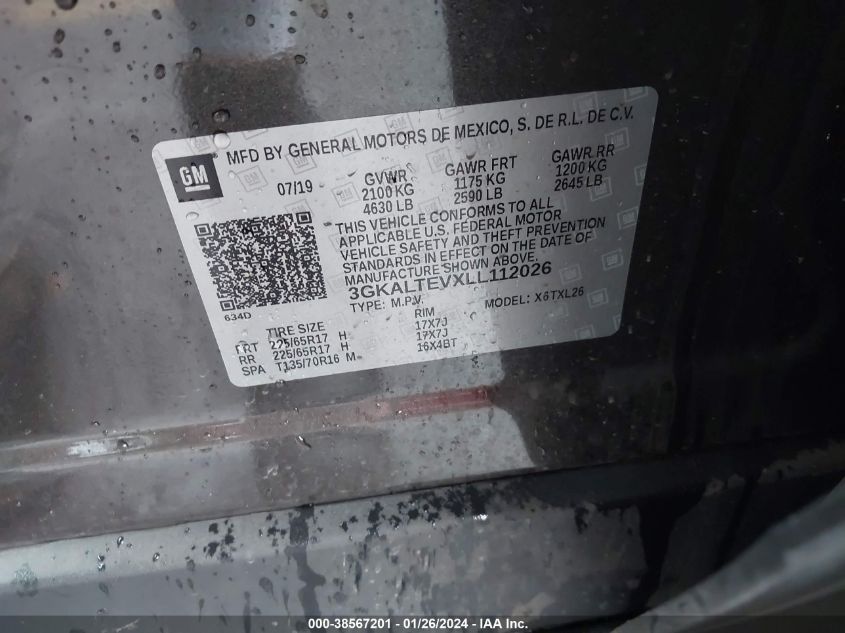 MFD BY GENERAL MOTORS DE MEXICO, S. DE R.L. DE C.V.
GM
07/19
GVWR GAWR FRT GAWR RR
2100 KG 1175 KG 1200 KG
4630 LB 2590 LB 2645 LB
THIS VEHICLE CONFORMS TO ALL
APPLICABLE U.S. FEDERAL MOTOR
VEHICLE SAFETY AND THEFT PREVENTION
STANDARDS IN EFFECT ON THE DATE OF
MANUFACTURE SHOWN ABOVE.
3GKALTEVXLL112026
TYPE: M.P.V. MODEL: X6TXL26
634D
TIRE SIZE RIM
FRT 225/65R17 H 17X7J
RR 225/65R17 H 17X7J
SPA T135/70R16 M 16X4BT
000-38567201 - 01/26/2024 - IAA Inc.